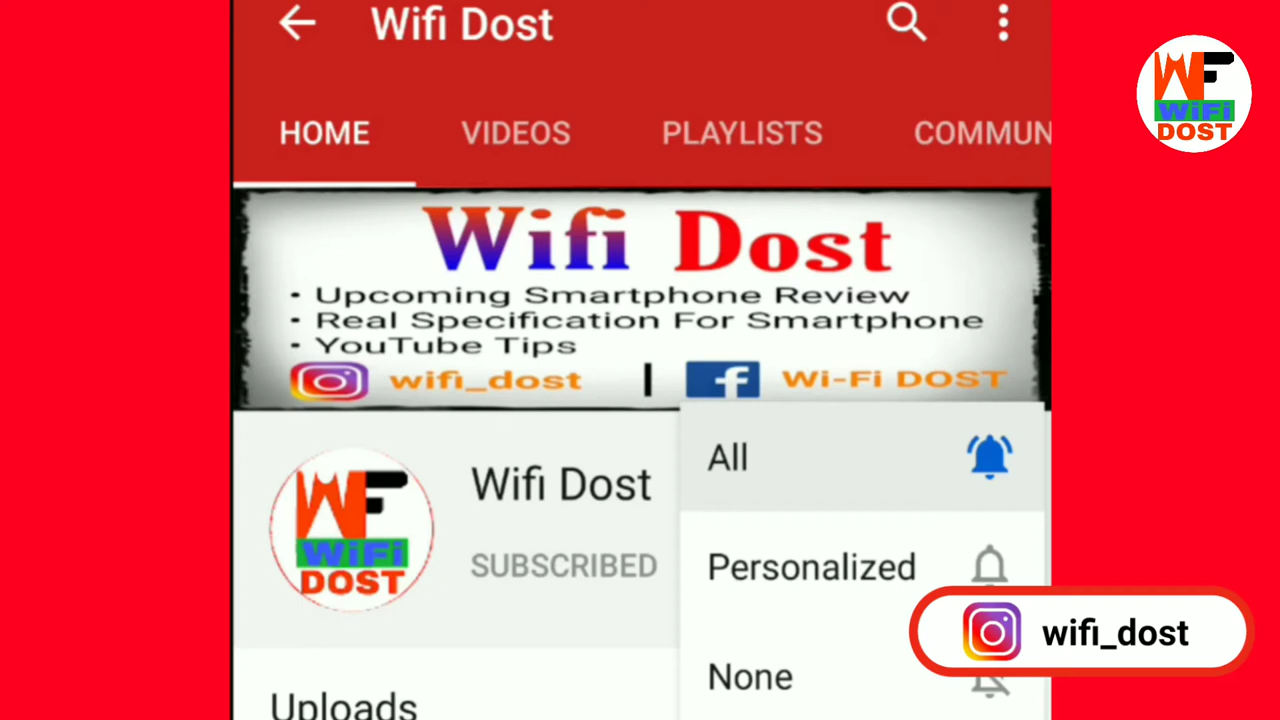 Wifi Dost
HOME VIDEOS PLAYLISTS COMMUN
WF
WiFi
DOST
Wifi Dost
• Upcoming Smartphone Review
• Real Specification For Smartphone
• YouTube Tips
wifi_dost | f Wi-Fi DOST
All
WF
WiFi
DOST
Wifi Dost
SUBSCRIBED
Personalized
wifi_dost
None
Uploads